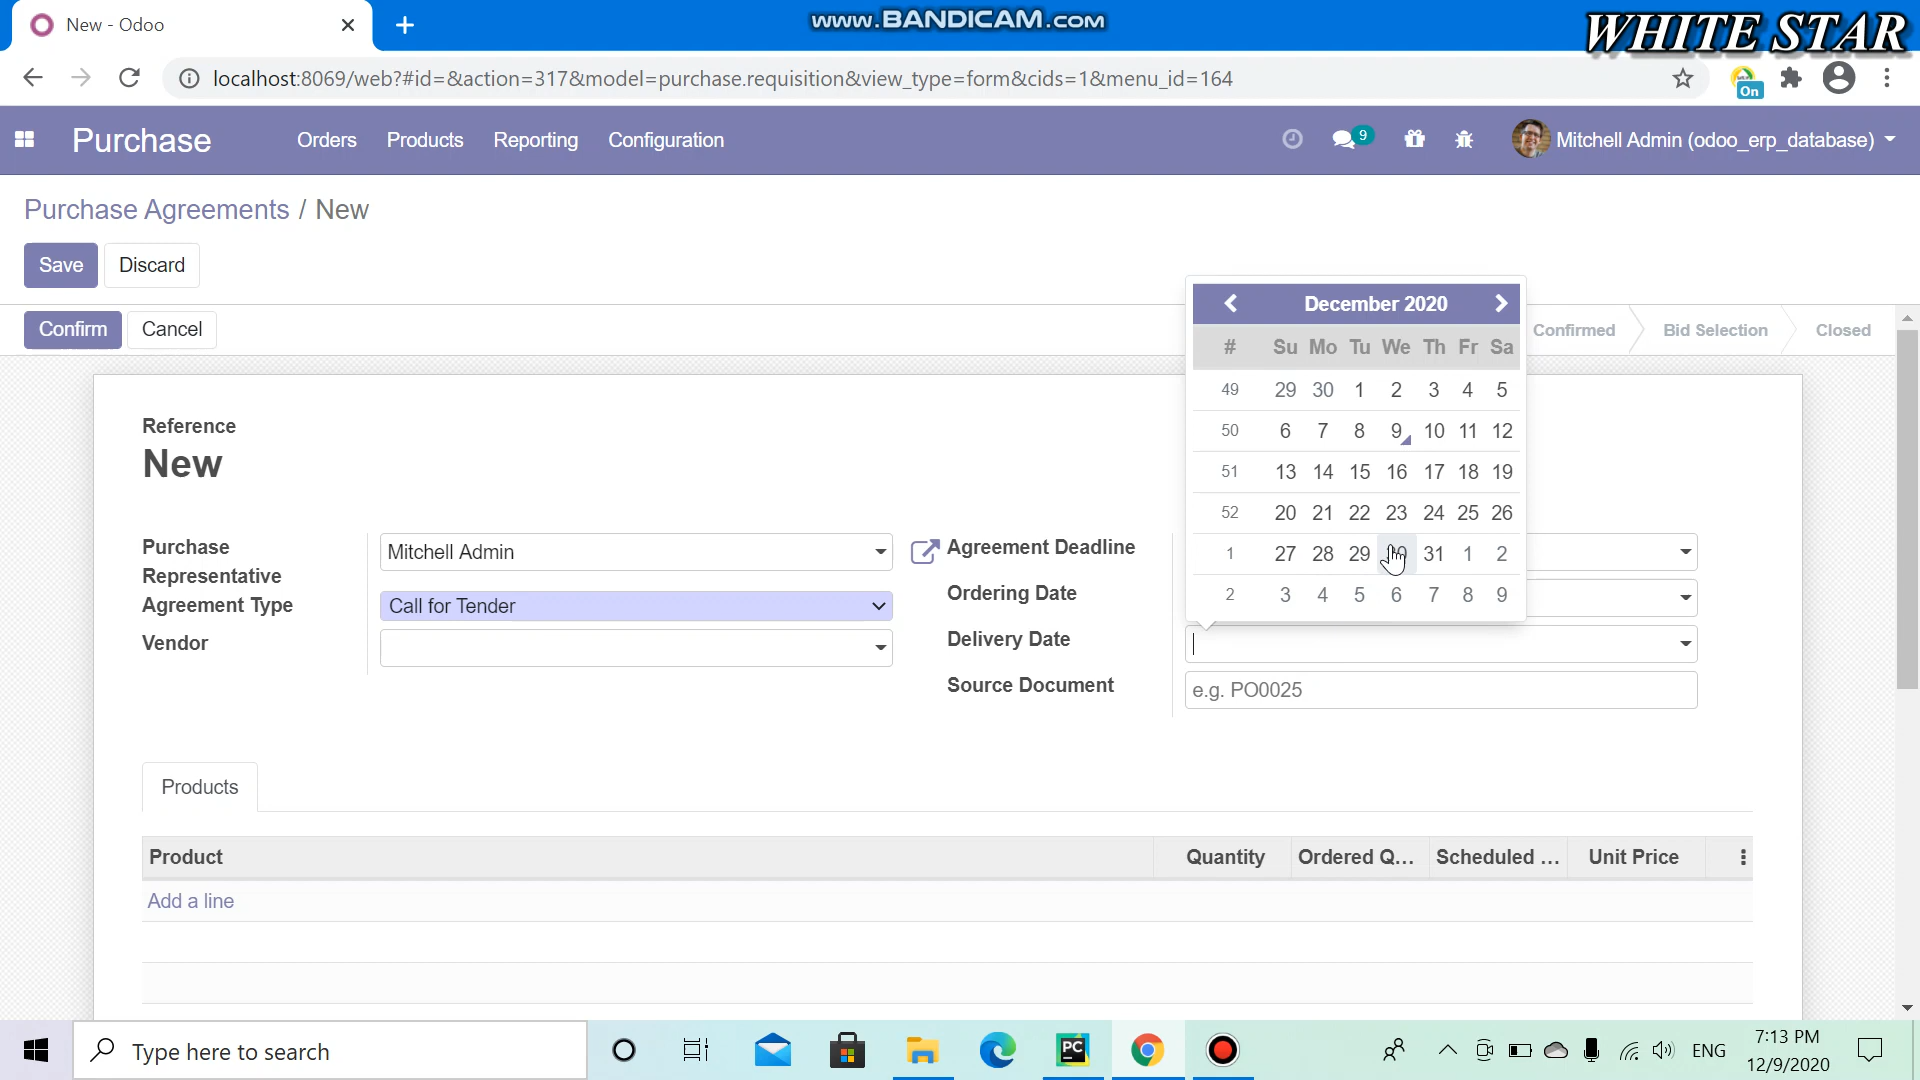 New - Odoo
www.BANDICAM.com
WHITE STAR
localhost:8069/web?#id=&action=317&model=purchase.requisition&view_type=form&cids=1&menu_id=164
On
Purchase
Orders
Products
Reporting
Configuration
9
Mitchell Admin (odoo_erp_database)
Purchase Agreements / New
Save
Discard
Confirm
Cancel
Confirmed
Bid Selection
Closed
December 2020
# Su Mo Tu We Th Fr Sa
49 29 30 1 2 3 4 5
50 6 7 8 9 10 11 12
51 13 14 15 16 17 18 19
52 20 21 22 23 24 25 26
1 27 28 29 30 31 1 2
2 3 4 5 6 7 8 9
Reference
New
Purchase
Representative
Mitchell Admin
Agreement Type
Call for Tender
Vendor
Agreement Deadline
Ordering Date
Delivery Date
Source Document
e.g. PO0025
Products
Product Quantity Ordered Q... Scheduled ... Unit Price
Add a line
Type here to search
PC
ENG
7:13 PM
12/9/2020